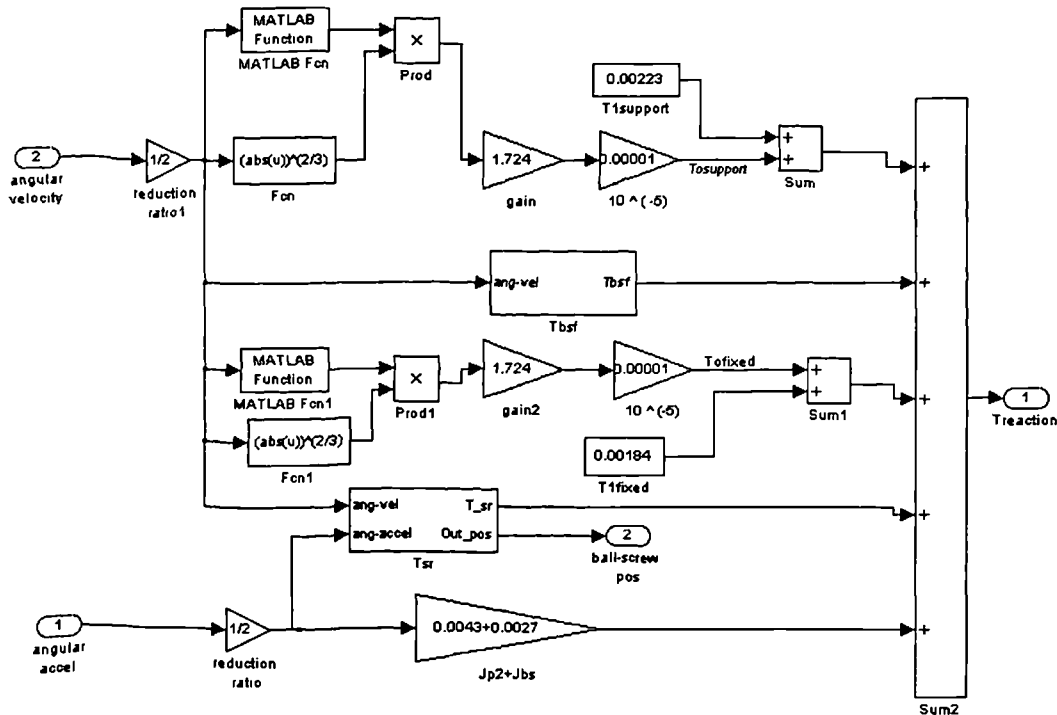 MATLAB
Function
MATLAB Fcn
×
Prod
0.00223
T1support
2
angular
velocity
1/2
reduction
ratio1
(abs(u))^(2/3)
Fcn
1.724
gain
0.00001
10 ^ ( -5)
Tosupport
+
+
Sum
+
ang-vel
Tbsf
Tbsf
+
MATLAB
Function
MATLAB Fcn1
×
Prod1
1.724
gain2
0.00001
10 ^ (-5)
Tofixed
+
+
Sum1
+
1
Treaction
(abs(u))^(2/3)
Fcn1
0.00184
T1fixed
ang-vel
T_sr
ang-accel
Out_pos
Tsr
+
2
ball-screw
pos
1
angular
accel
1/2
reduction
ratio
0.0043+0.0027
Jp2+Jbs
+
Sum2